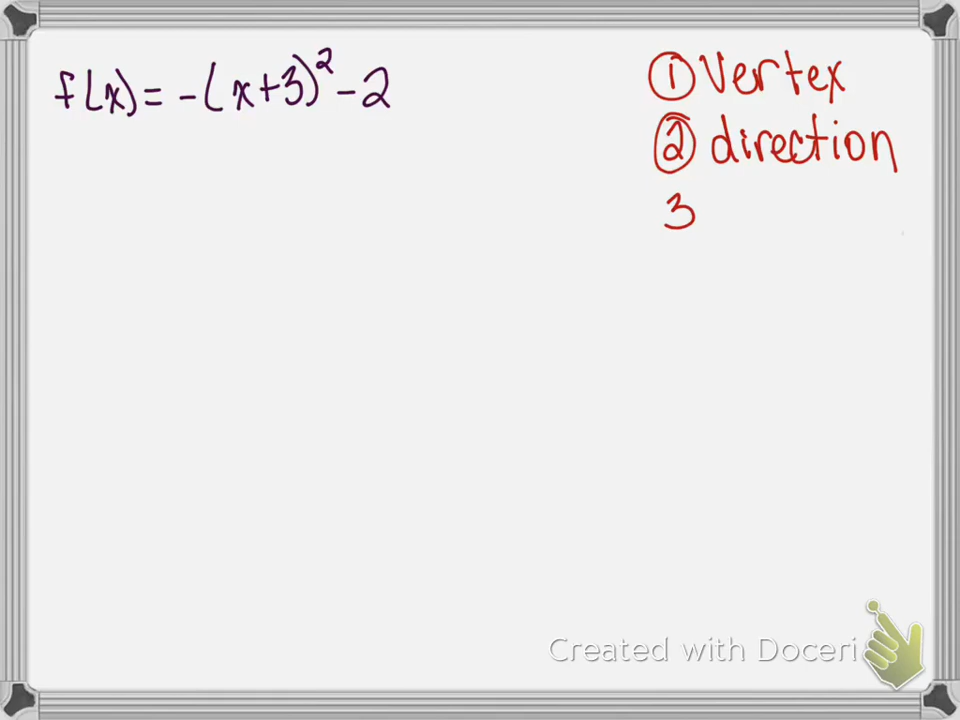 f(x) = -(x+3)² - 2
① Vertex
② direction
3
Created with Doceri